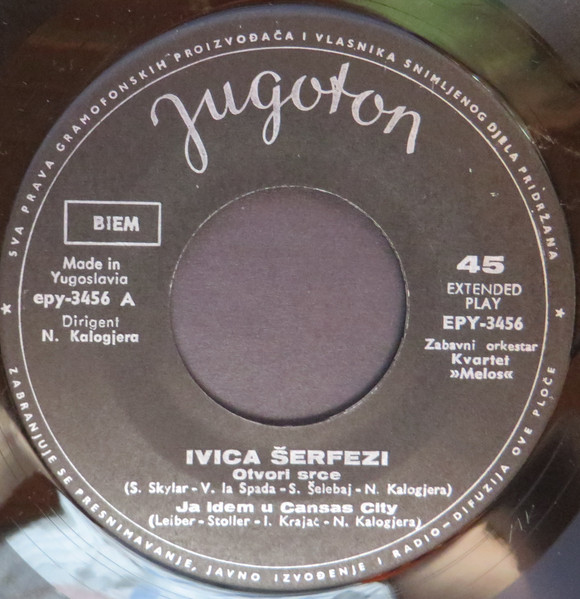 SVA PRAVA GRAMOFONSKIH PROIZVOĐAČA I VLASNIKA SNIMLJENOG DJELA PRIDRŽANA
Jugoton
BIEM
Made in
Yugoslavia
epy-3456 A
Dirigent
N. Kalogjera
45
EXTENDED
PLAY
EPY-3456
Zabavni orkestar
Kvartet
»Melos«
IVICA ŠERFEZI
Otvori srce
(S. Skylar - V. la Spada - S. Šelebaj - N. Kalogjera)
Ja idem u Cansas City
(Leiber - Stoller - I. Krajač - N. Kalogjera)
ZABRANJUJE SE PRESNIMAVANJE, JAVNO IZVOĐENJE I RADIO-DIFUZIJA OVE PLOČE